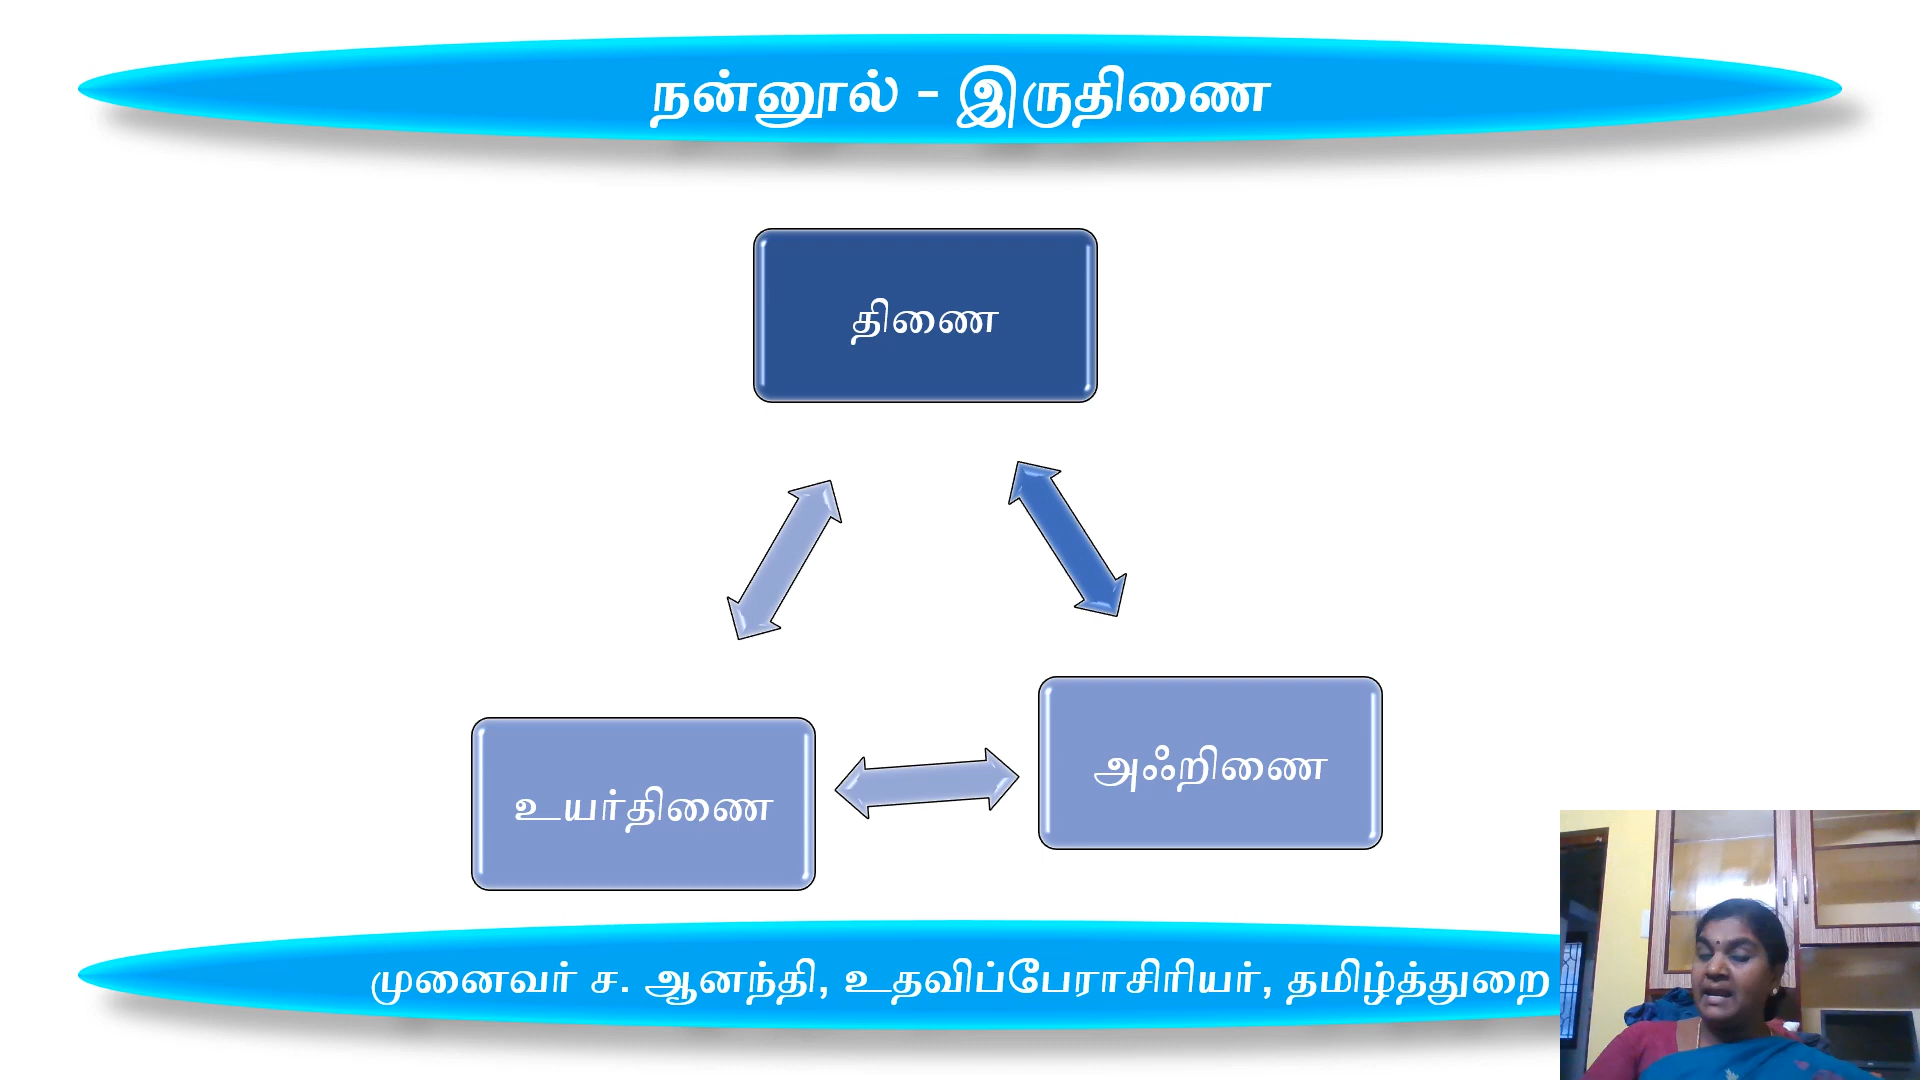 நன்னூல் - இருதிணை
திணை
உயர்திணை
அஃறிணை
முனைவர் ச. ஆனந்தி, உதவிப்பேராசிரியர், தமிழ்த்துறை